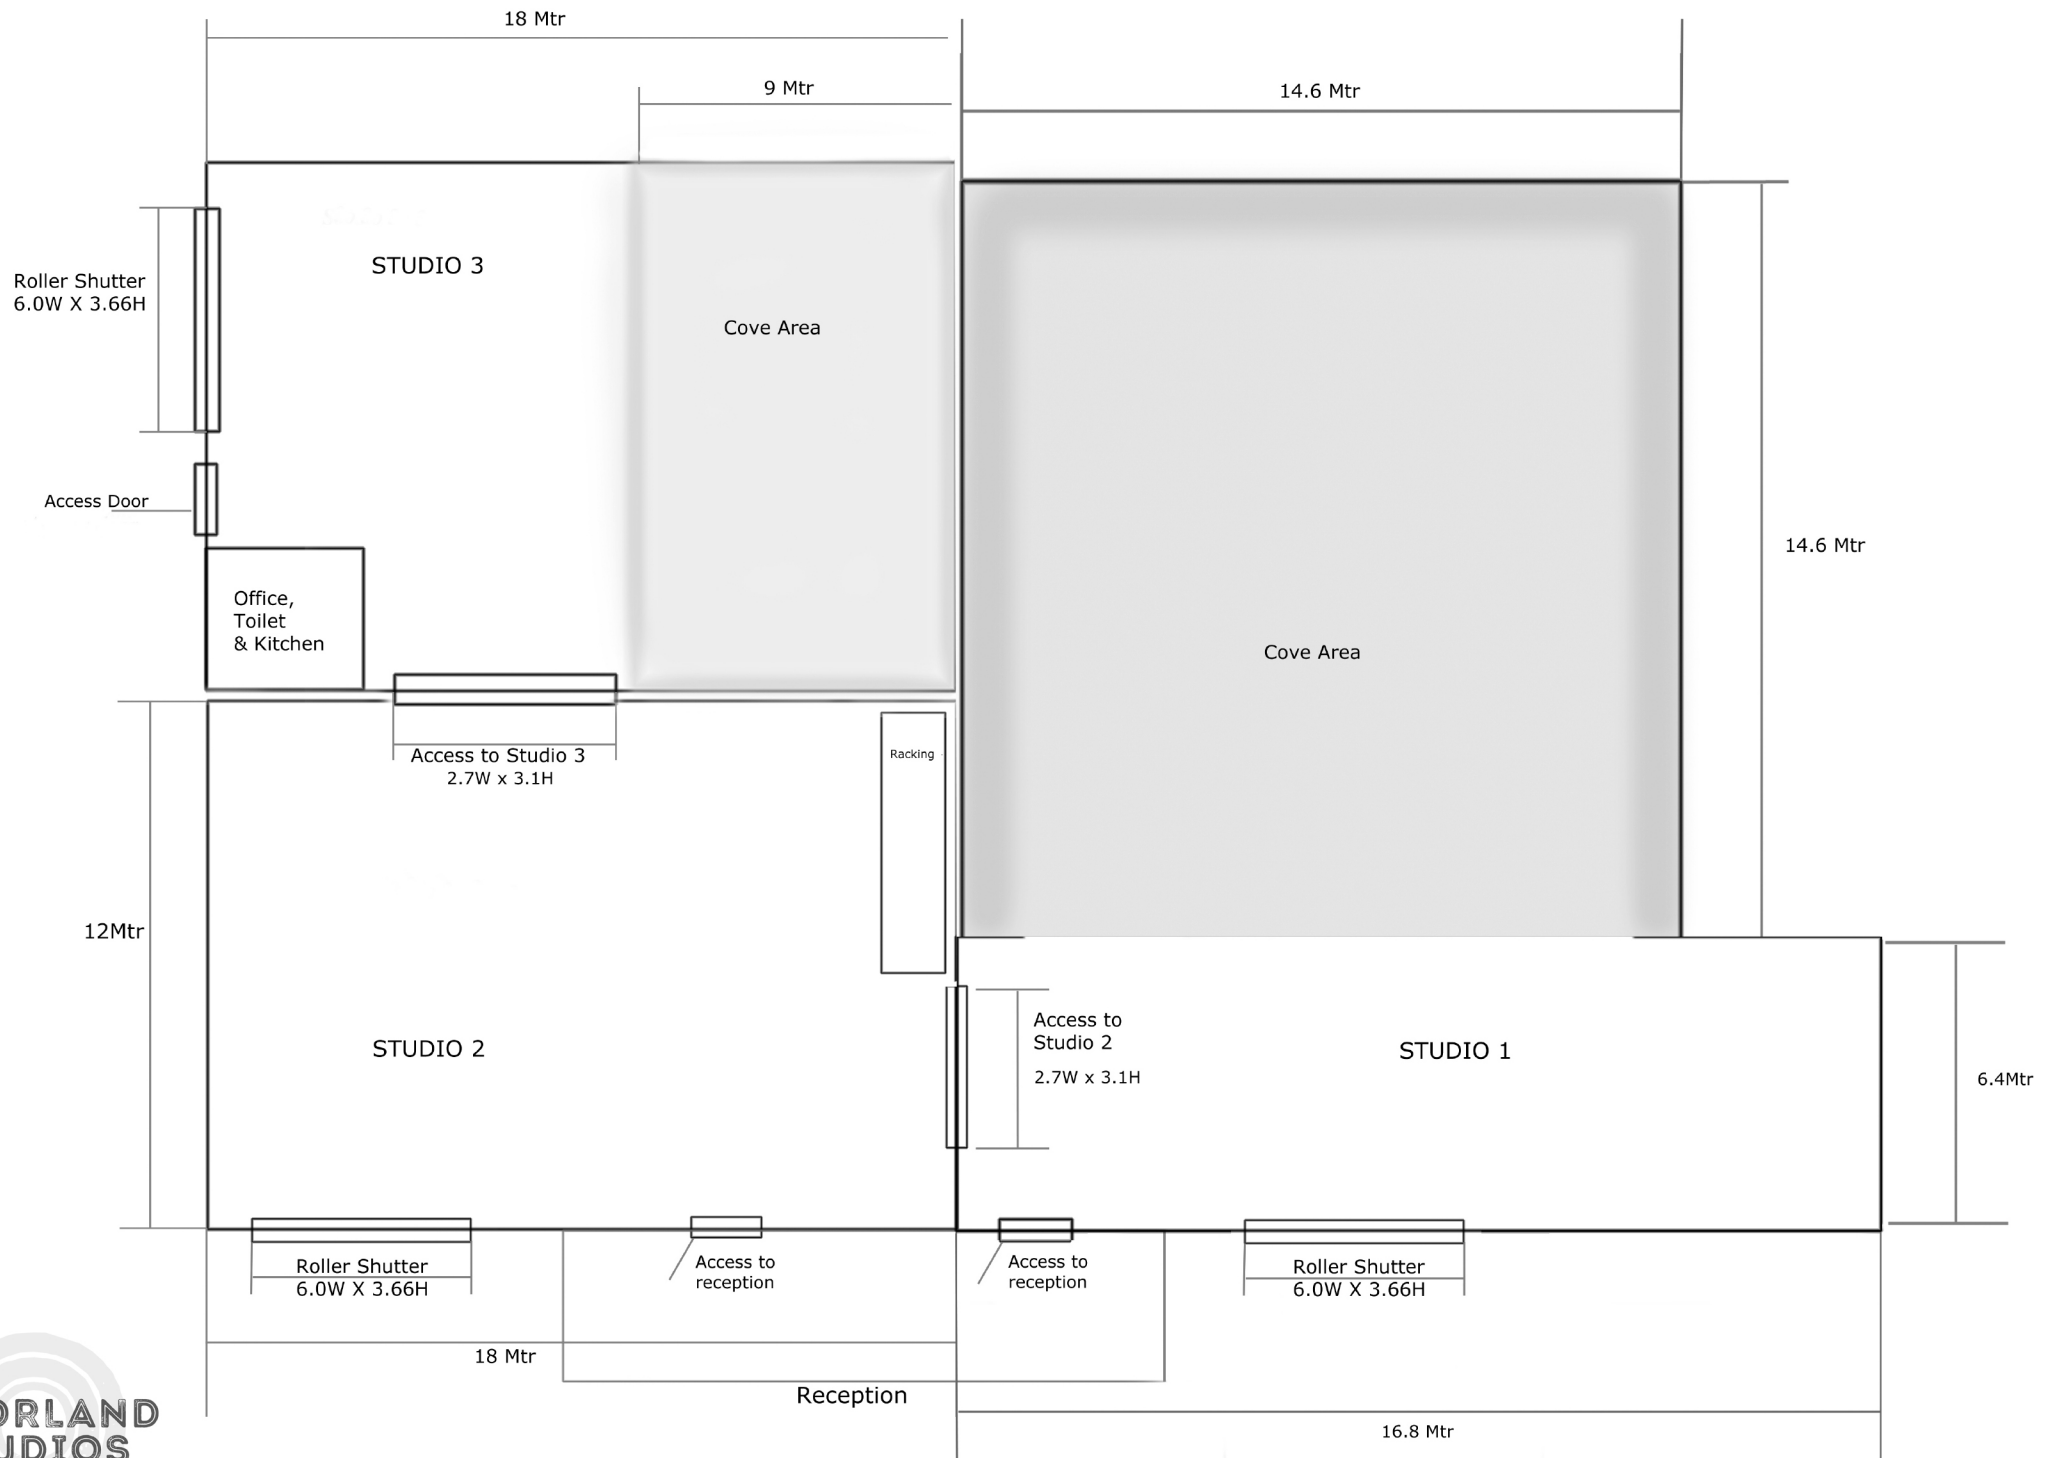 18 Mtr
9 Mtr
14.6 Mtr
STUDIO 3
Roller Shutter
6.0W X 3.66H
Cove Area
Access Door
14.6 Mtr
Office,
Toilet
& Kitchen
Cove Area
Access to Studio 3
2.7W x 3.1H
Racking
12Mtr
STUDIO 2
Access to
Studio 2
2.7W x 3.1H
STUDIO 1
6.4Mtr
Roller Shutter
6.0W X 3.66H
Access to
reception
Access to
reception
Roller Shutter
6.0W X 3.66H
18 Mtr
Reception
16.8 Mtr
ORLAND
UDIOS